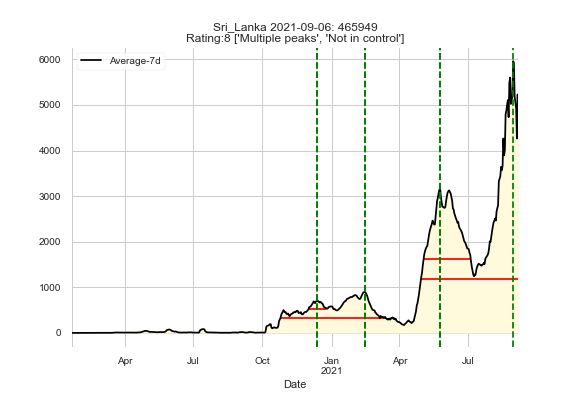 Sri_Lanka 2021-09-06: 465949
Rating:8 ['Multiple peaks', 'Not in control']
Average-7d
6000
5000
4000
3000
2000
1000
0
Apr Jul Oct Jan Apr Jul
2021
Date